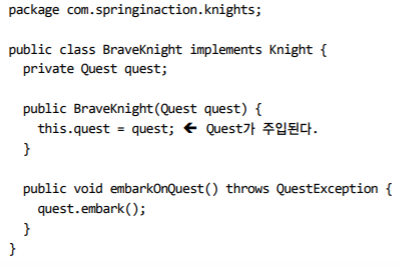 package com.springinaction.knights;
public class BraveKnight implements Knight {
private Quest quest;
public BraveKnight(Quest quest) {
this.quest = quest; 🡸 Quest가 주입된다.
}
public void embarkOnQuest() throws QuestException {
quest.embark();
}
}